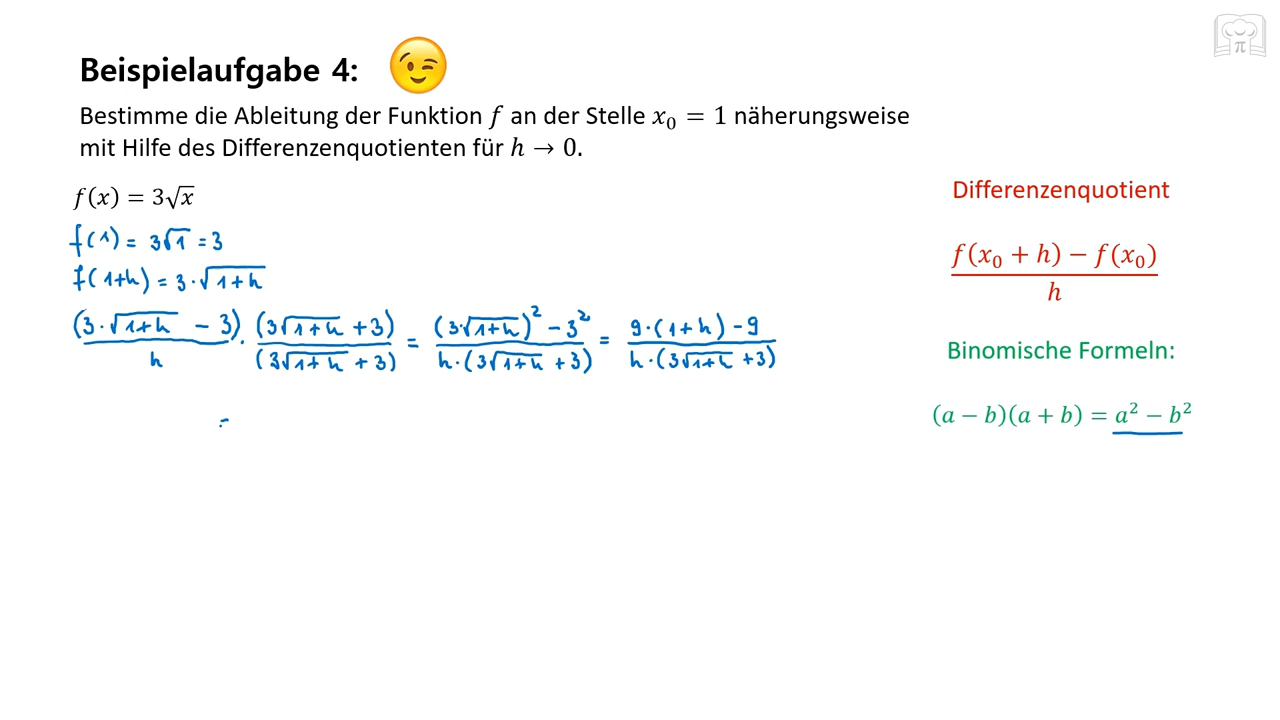 Beispielaufgabe 4:
Bestimme die Ableitung der Funktion f an der Stelle x₀ = 1 näherungsweise
mit Hilfe des Differenzenquotienten für h → 0.
f(x) = 3√x
f(1) = 3√1 = 3
f(1+h) = 3·√(1+h)
(3·√(1+h) − 3)/h · (3√(1+h) + 3)/(3√(1+h) + 3) = ((3·√(1+h))² − 3²)/(h·(3√(1+h) + 3)) = (9·(1+h) − 9)/(h·(3√(1+h) + 3))
=
Differenzenquotient
(f(x₀ + h) − f(x₀))/h
Binomische Formeln:
(a − b)(a + b) = a² − b²
π